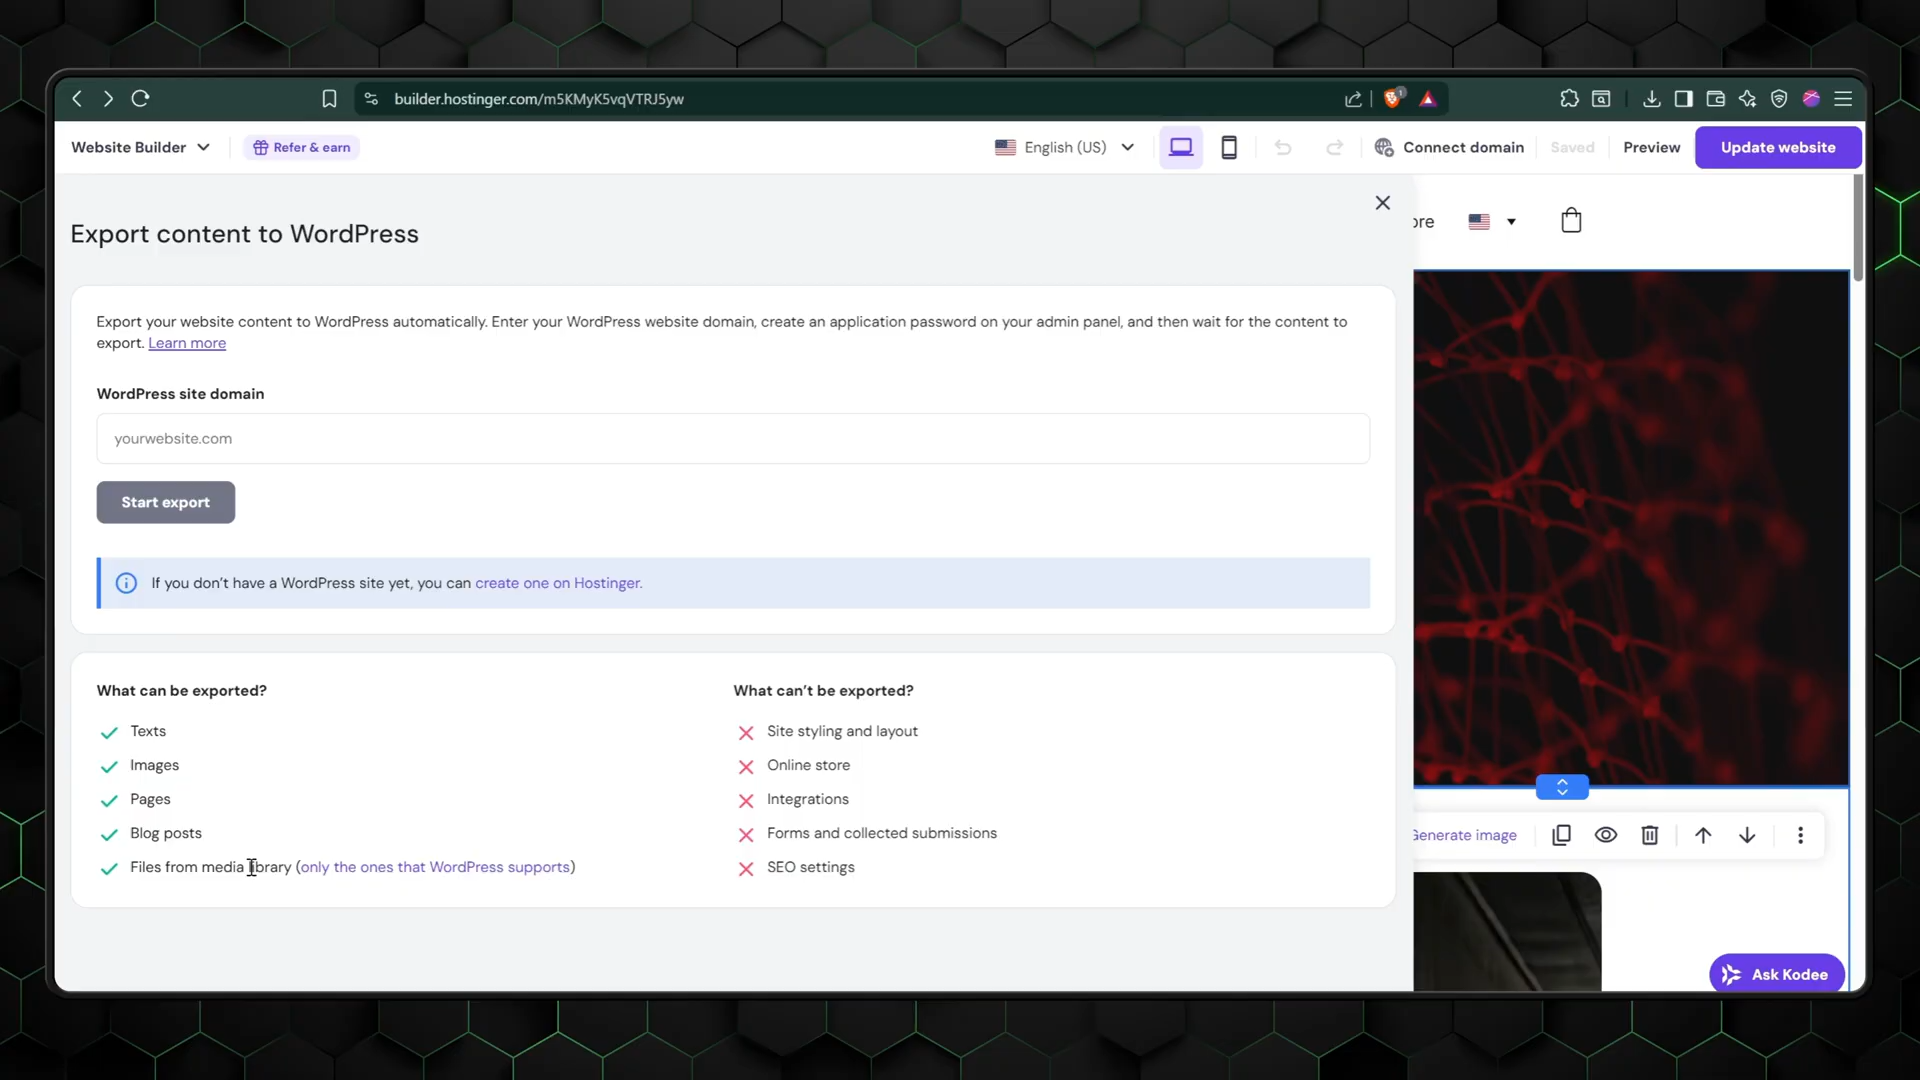 builder.hostinger.com/m5KMyK5vqVTRJ5yw
1
Website Builder
Refer & earn
English (US)
Connect domain
Saved
Preview
Update website
Export content to WordPress
Export your website content to WordPress automatically. Enter your WordPress website domain, create an application password on your admin panel, and then wait for the content to
export. Learn more
WordPress site domain
yourwebsite.com
Start export
If you don’t have a WordPress site yet, you can create one on Hostinger.
What can be exported?
Texts
Images
Pages
Blog posts
Files from media library (only the ones that WordPress supports)
What can’t be exported?
Site styling and layout
Online store
Integrations
Forms and collected submissions
SEO settings
Generate image
Ask Kodee